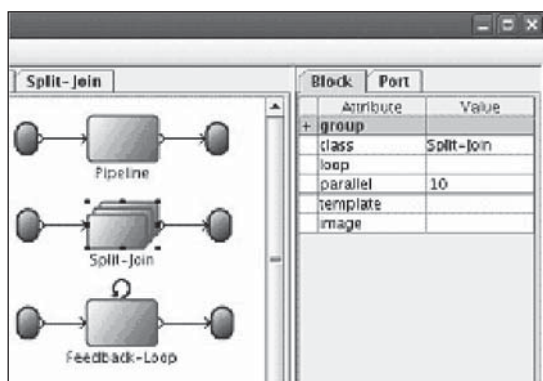 Split-Join
Pipeline
Split-Join
Feedback-Loop
Block Port
Attribute Value
+ group
class Split-Join
loop
parallel 10
template
image